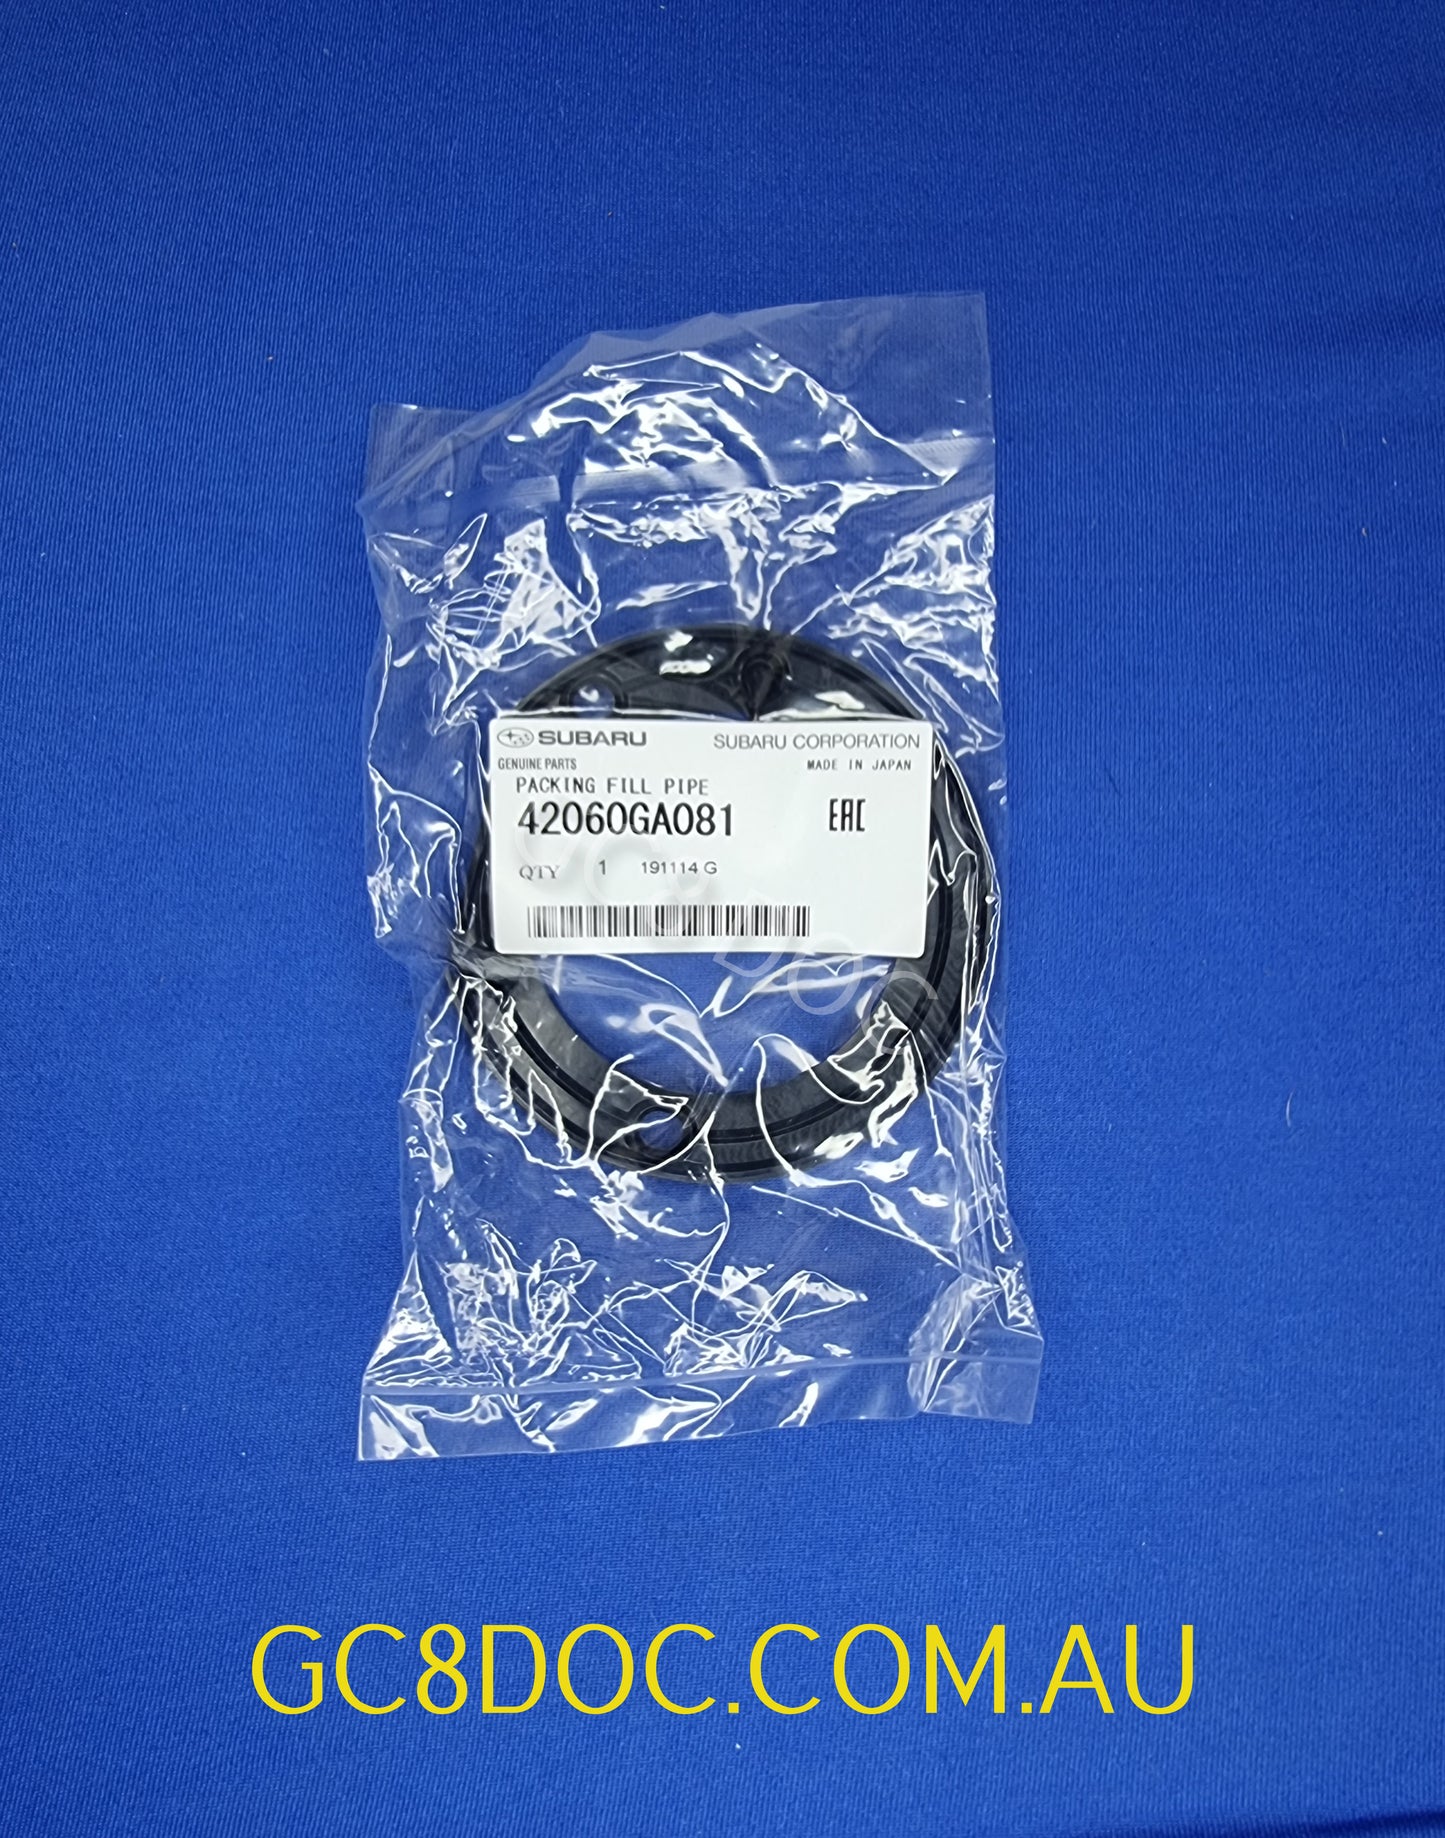 SUBARU SUBARU CORPORATION
GENUINE PARTS MADE IN JAPAN
PACKING FILL PIPE
42060GA081 EAC
QTY 1 191114 G
GC8DOC
GC8DOC.COM.AU